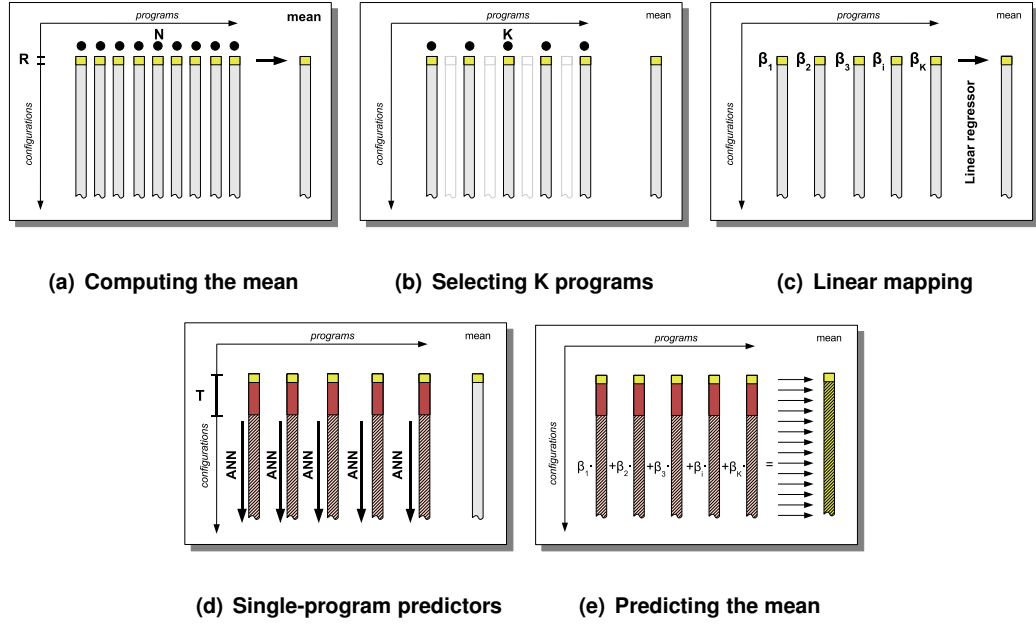 programs
mean
N
R
configurations
(a) Computing the mean
programs
mean
K
configurations
(b) Selecting K programs
programs
mean
β1 β2 β3 βi βK
configurations
Linear regressor
(c) Linear mapping
programs
mean
T
configurations
ANN ANN ANN ANN ANN
(d) Single-program predictors
programs
mean
configurations
β1· +β2· +β3· +βi· +βK· =
(e) Predicting the mean